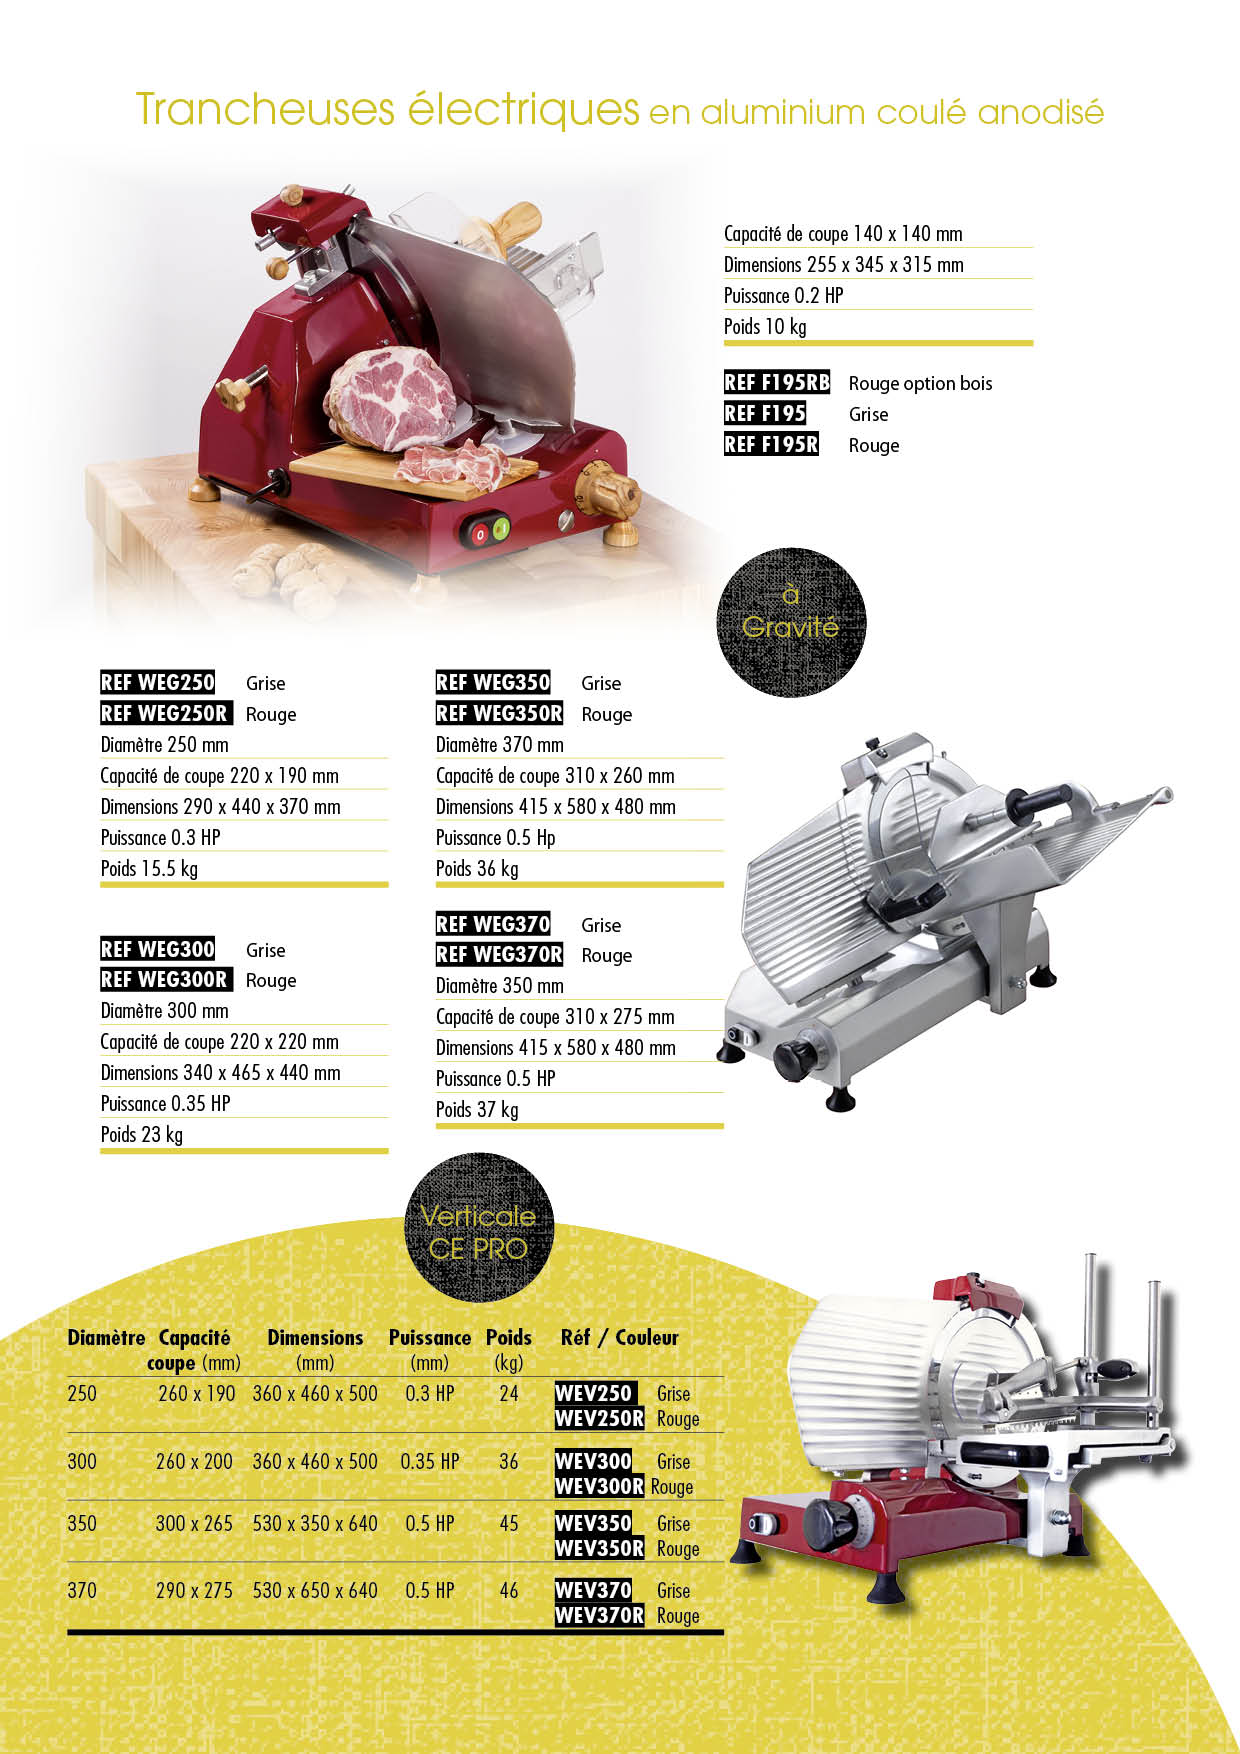 Trancheuses électriques en aluminium coulé anodisé
Capacité de coupe 140 x 140 mm
Dimensions 255 x 345 x 315 mm
Puissance 0.2 HP
Poids 10 kg
REF F195RB Rouge option bois
REF F195 Grise
REF F195R Rouge
à
Gravité
REF WEG250 Grise
REF WEG250R Rouge
Diamètre 250 mm
Capacité de coupe 220 x 190 mm
Dimensions 290 x 440 x 370 mm
Puissance 0.3 HP
Poids 15.5 kg
REF WEG300 Grise
REF WEG300R Rouge
Diamètre 300 mm
Capacité de coupe 220 x 220 mm
Dimensions 340 x 465 x 440 mm
Puissance 0.35 HP
Poids 23 kg
REF WEG350 Grise
REF WEG350R Rouge
Diamètre 370 mm
Capacité de coupe 310 x 260 mm
Dimensions 415 x 580 x 480 mm
Puissance 0.5 Hp
Poids 36 kg
REF WEG370 Grise
REF WEG370R Rouge
Diamètre 350 mm
Capacité de coupe 310 x 275 mm
Dimensions 415 x 580 x 480 mm
Puissance 0.5 HP
Poids 37 kg
Verticale
CE PRO
Diamètre Capacité Dimensions Puissance Poids Réf / Couleur
coupe (mm) (mm) (mm) (kg)
250 260 x 190 360 x 460 x 500 0.3 HP 24 WEV250 Grise
WEV250R Rouge
300 260 x 200 360 x 460 x 500 0.35 HP 36 WEV300 Grise
WEV300R Rouge
350 300 x 265 530 x 350 x 640 0.5 HP 45 WEV350 Grise
WEV350R Rouge
370 290 x 275 530 x 650 x 640 0.5 HP 46 WEV370 Grise
WEV370R Rouge